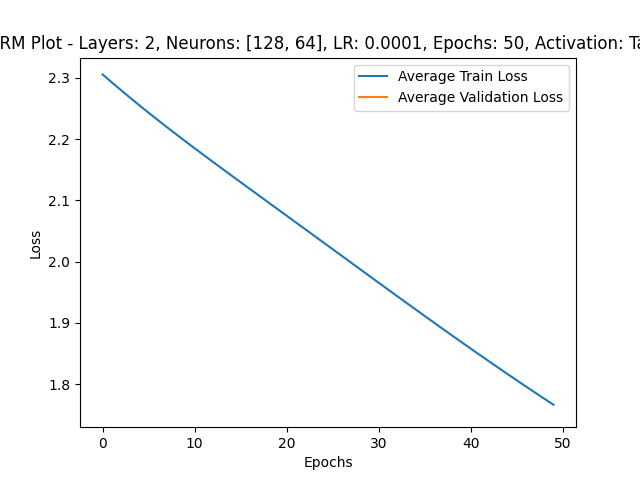 RM Plot - Layers: 2, Neurons: [128, 64], LR: 0.0001, Epochs: 50, Activation: Ta
Average Train Loss
Average Validation Loss
2.3
2.2
2.1
2.0
1.9
1.8
Loss
0 10 20 30 40 50
Epochs